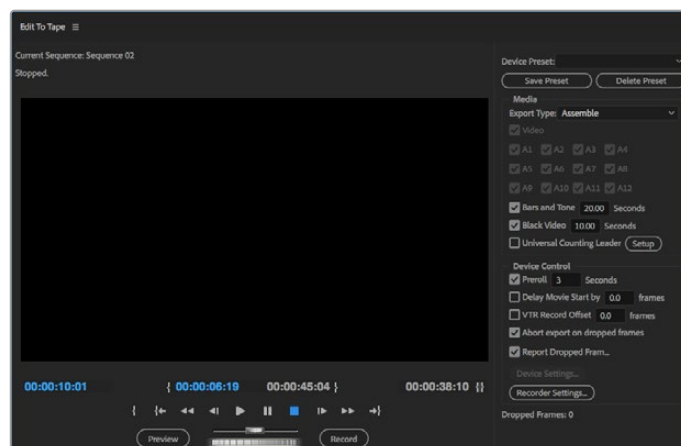 Edit To Tape
Current Sequence: Sequence 02
Stopped.
00:00:10:01
{ 00:00:06:19
00:00:45:04 }
00:00:38:10 {}
Preview
Record
Device Preset:
Save Preset
Delete Preset
Media
Export Type: Assemble
Video
A1 A2 A3 A4
A5 A6 A7 A8
A9 A10 A11 A12
Bars and Tone 20.00 Seconds
Black Video 10.00 Seconds
Universal Counting Leader Setup
Device Control
Preroll 3 Seconds
Delay Movie Start by 0.0 frames
VTR Record Offset 0.0 frames
Abort export on dropped frames
Report Dropped Fram...
Device Settings...
Recorder Settings...
Dropped Frames: 0